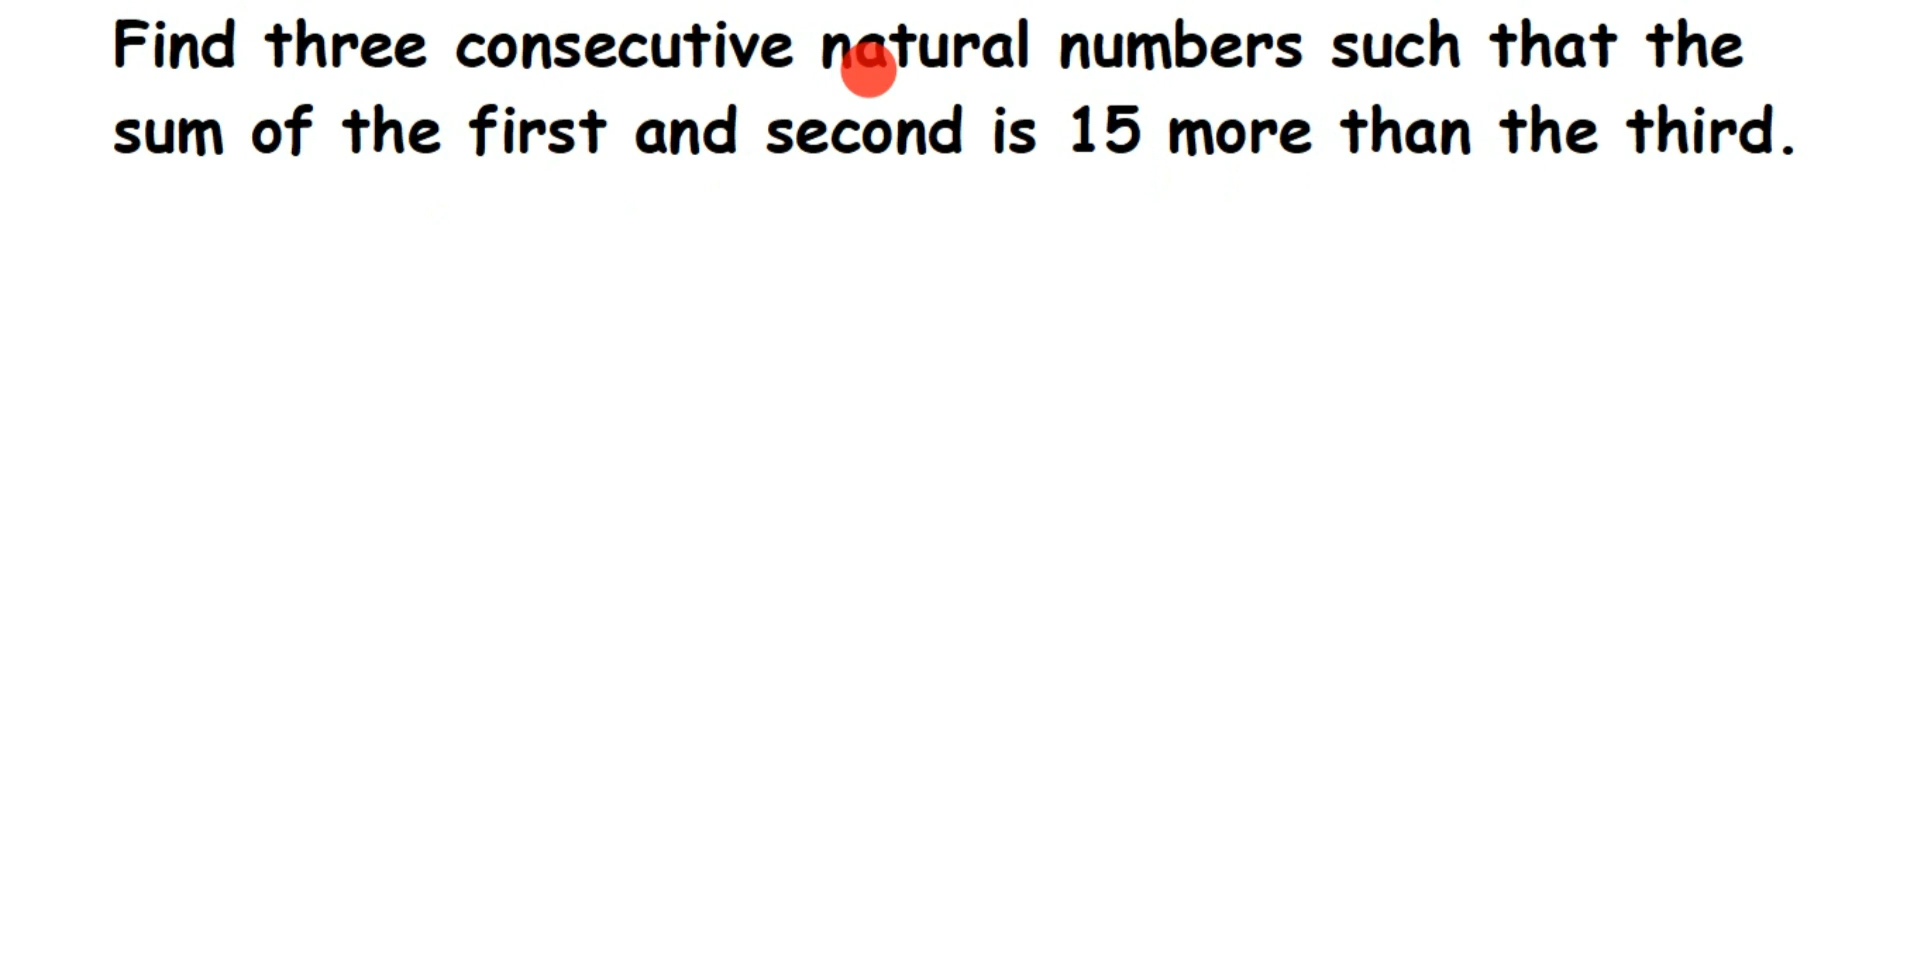 Find three consecutive natural numbers such that the
sum of the first and second is 15 more than the third.